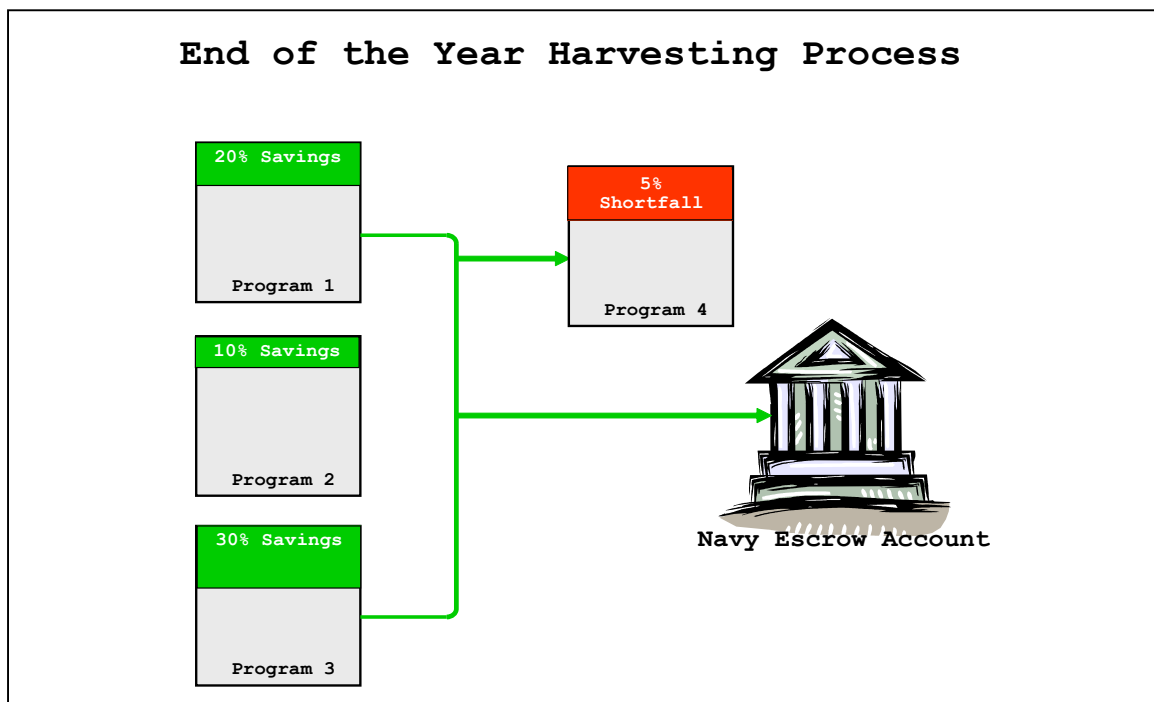 End of the Year Harvesting Process
20% Savings
Program 1
10% Savings
Program 2
30% Savings
Program 3
5%
Shortfall
Program 4
Navy Escrow Account